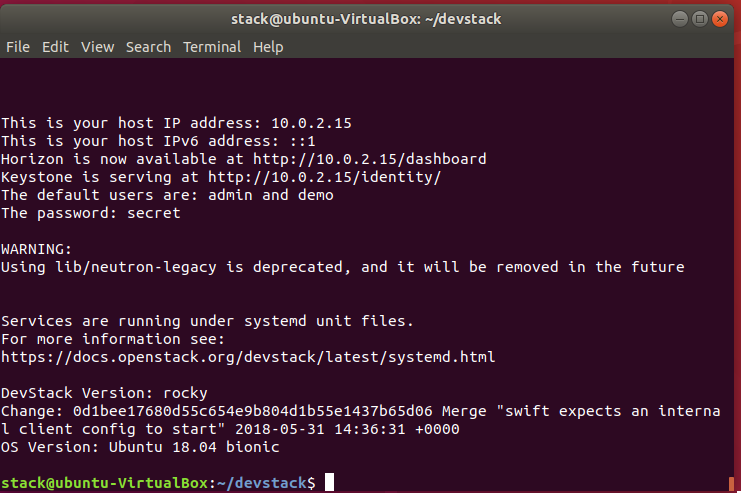 stack@ubuntu-VirtualBox: ~/devstack
File Edit View Search Terminal Help
This is your host IP address: 10.0.2.15
This is your host IPv6 address: ::1
Horizon is now available at http://10.0.2.15/dashboard
Keystone is serving at http://10.0.2.15/identity/
The default users are: admin and demo
The password: secret
WARNING:
Using lib/neutron-legacy is deprecated, and it will be removed in the future
Services are running under systemd unit files.
For more information see:
https://docs.openstack.org/devstack/latest/systemd.html
DevStack Version: rocky
Change: 0d1bee17680d55c654e9b804d1b55e1437b65d06 Merge "swift expects an interna
l client config to start" 2018-05-31 14:36:31 +0000
OS Version: Ubuntu 18.04 bionic
stack@ubuntu-VirtualBox:~/devstack$